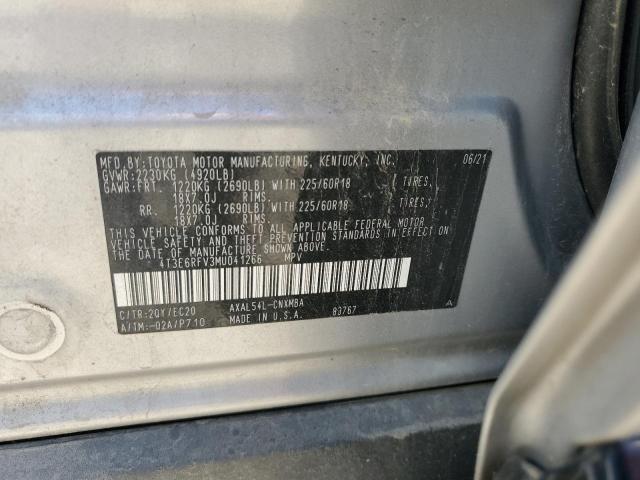 MFD.BY:TOYOTA MOTOR MANUFACTURING, KENTUCKY, INC. 06/21
GVWR:2230KG (4920LB)
GAWR:FRT. 1220KG (2690LB) WITH 225/60R18 TIRES,
18X7.0J RIMS.
RR. 1220KG (2690LB) WITH 225/60R18 TIRES,
18X7.0J RIMS.
THIS VEHICLE CONFORMS TO ALL APPLICABLE FEDERAL MOTOR
VEHICLE SAFETY AND THEFT PREVENTION STANDARDS IN
EFFECT ON THE DATE OF MANUFACTURE SHOWN ABOVE.
4T3E6RFV3MU041266 MPV
C/TR:2QY/EC20 AXAL54L-CNXMBA A
A/TM:-02A/P710 MADE IN U.S.A. 83767